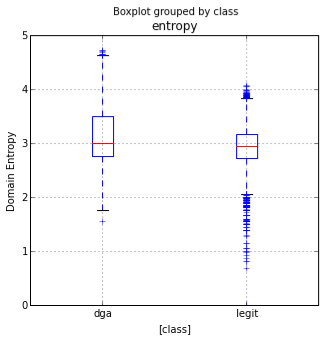 Boxplot grouped by class
entropy
5
4
3
2
1
0
Domain Entropy
dga
legit
[class]